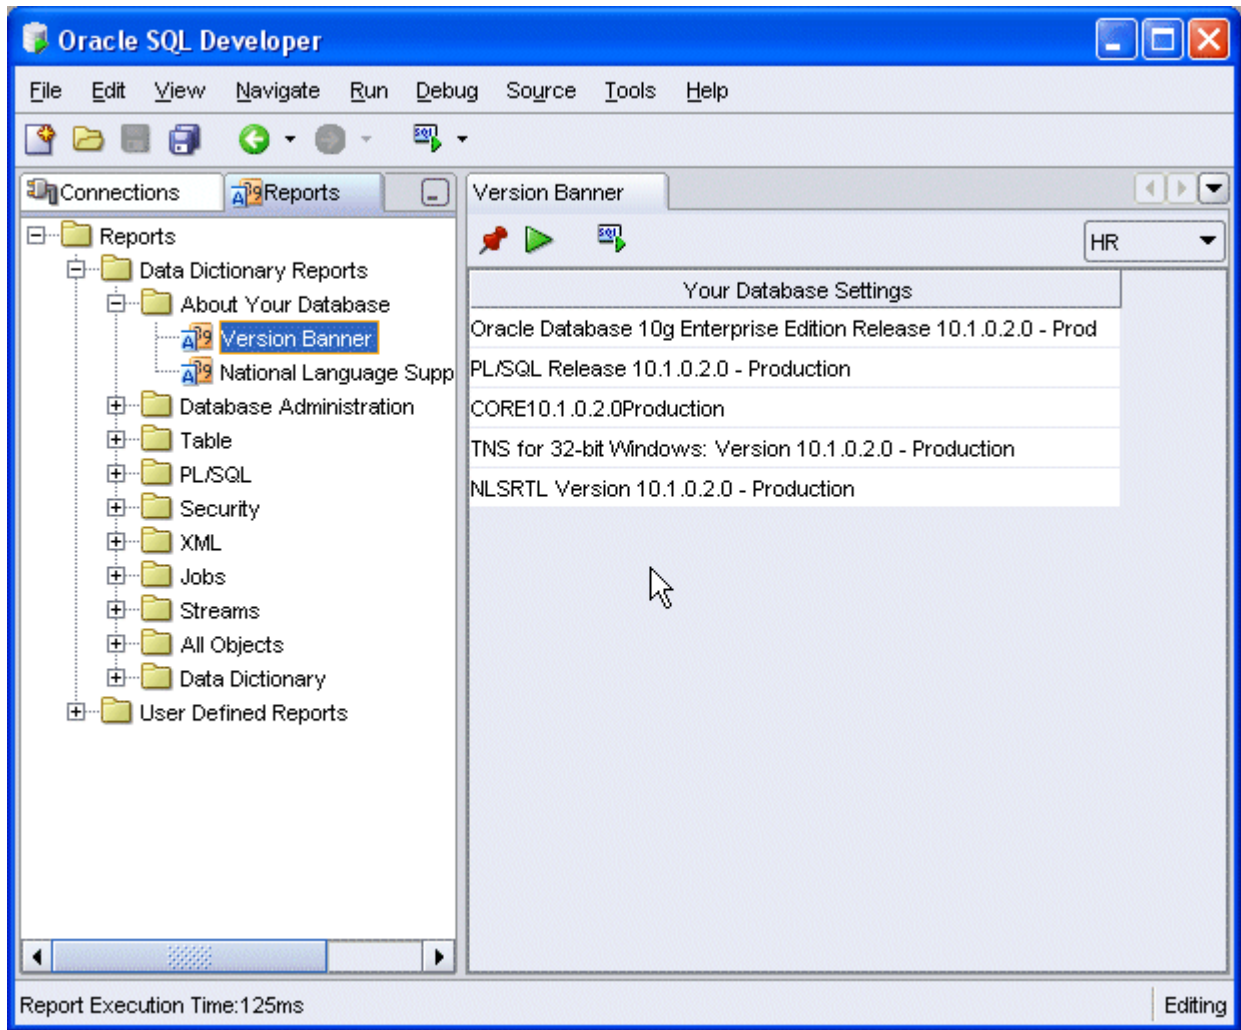 Oracle SQL Developer
File Edit View Navigate Run Debug Source Tools Help
Connections Reports
Reports
Data Dictionary Reports
About Your Database
Version Banner
National Language Supp
Database Administration
Table
PL/SQL
Security
XML
Jobs
Streams
All Objects
Data Dictionary
User Defined Reports
Version Banner
HR
Your Database Settings
Oracle Database 10g Enterprise Edition Release 10.1.0.2.0 - Prod
PL/SQL Release 10.1.0.2.0 - Production
CORE10.1.0.2.0Production
TNS for 32-bit Windows: Version 10.1.0.2.0 - Production
NLSRTL Version 10.1.0.2.0 - Production
Report Execution Time:125ms
Editing